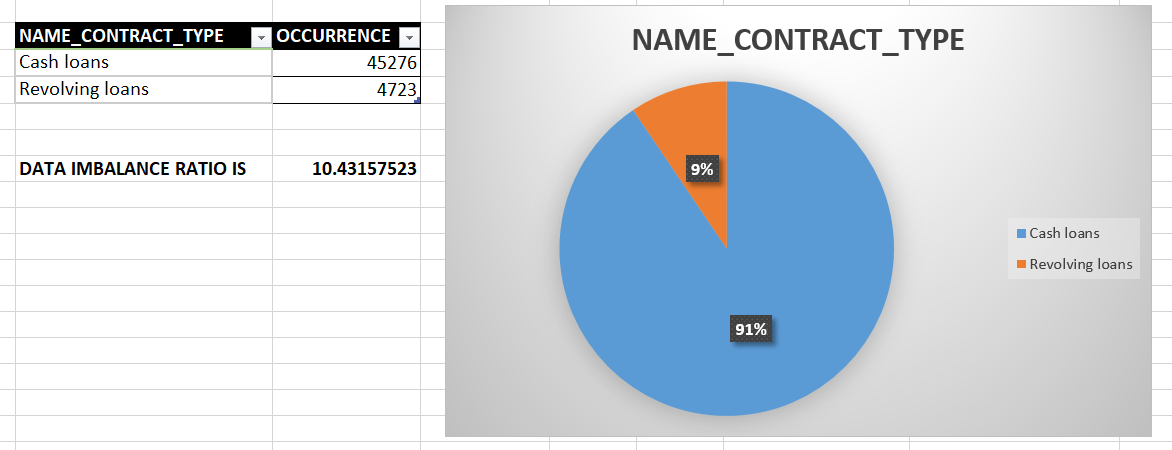 NAME_CONTRACT_TYPE OCCURRENCE
Cash loans 45276
Revolving loans 4723
DATA IMBALANCE RATIO IS 10.43157523
NAME_CONTRACT_TYPE
9%
91%
Cash loans
Revolving loans